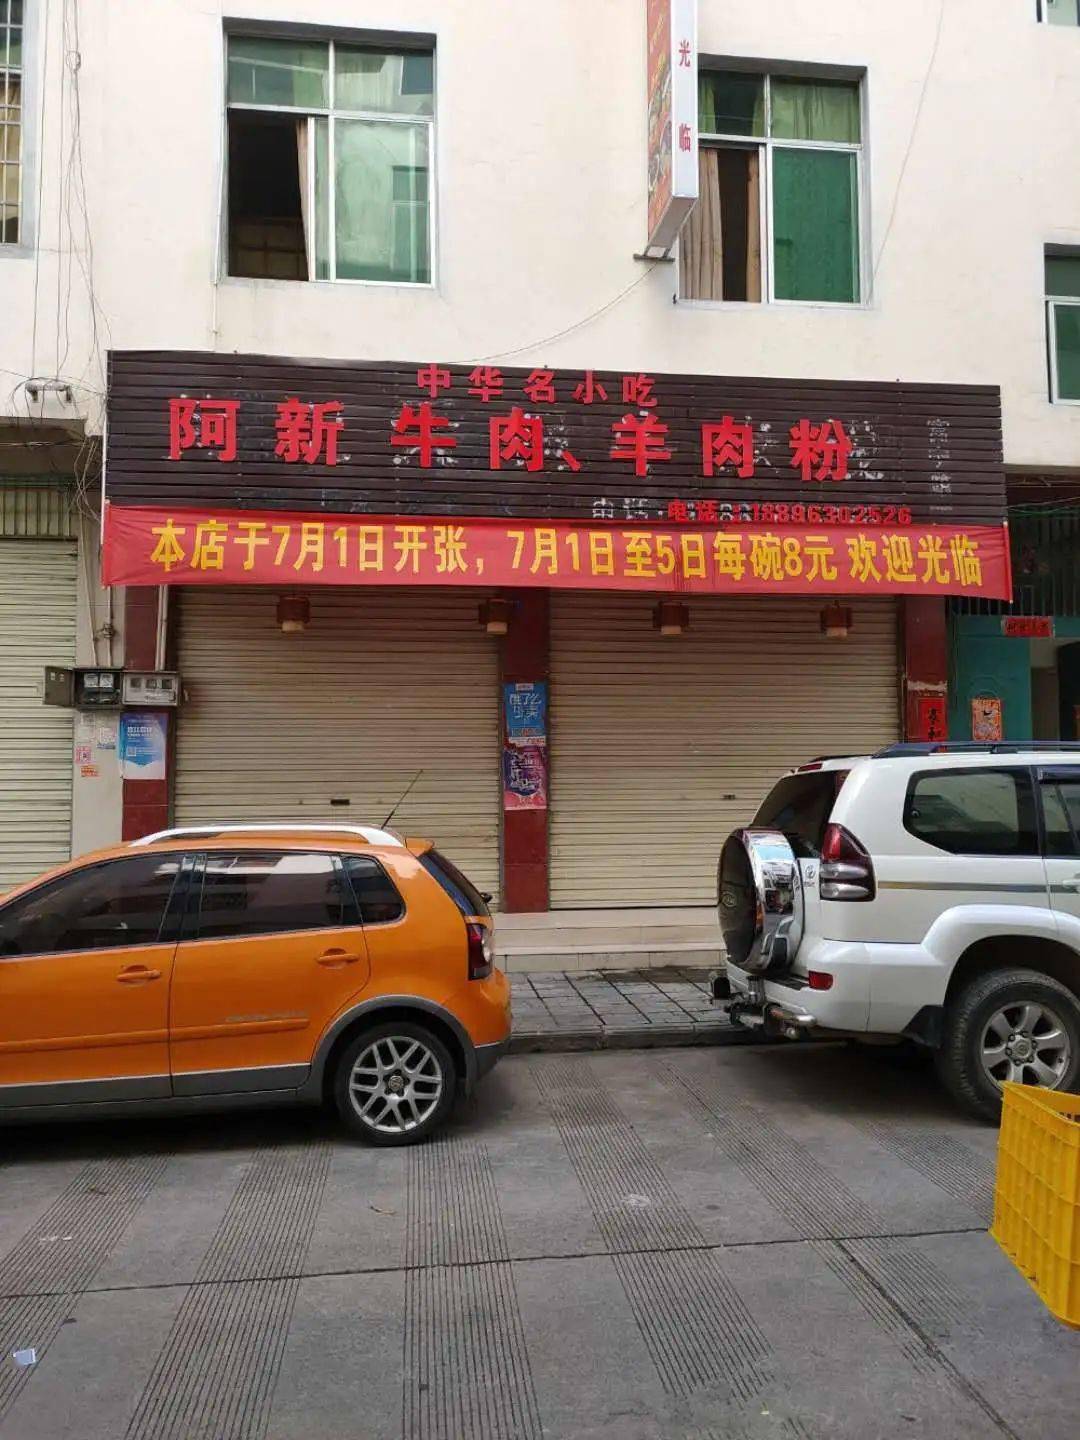 光临
中华名小吃
阿新 牛肉、羊肉粉
电话:18896302526
本店于7月1日开张，7月1日至5日每碗8元 欢迎光临